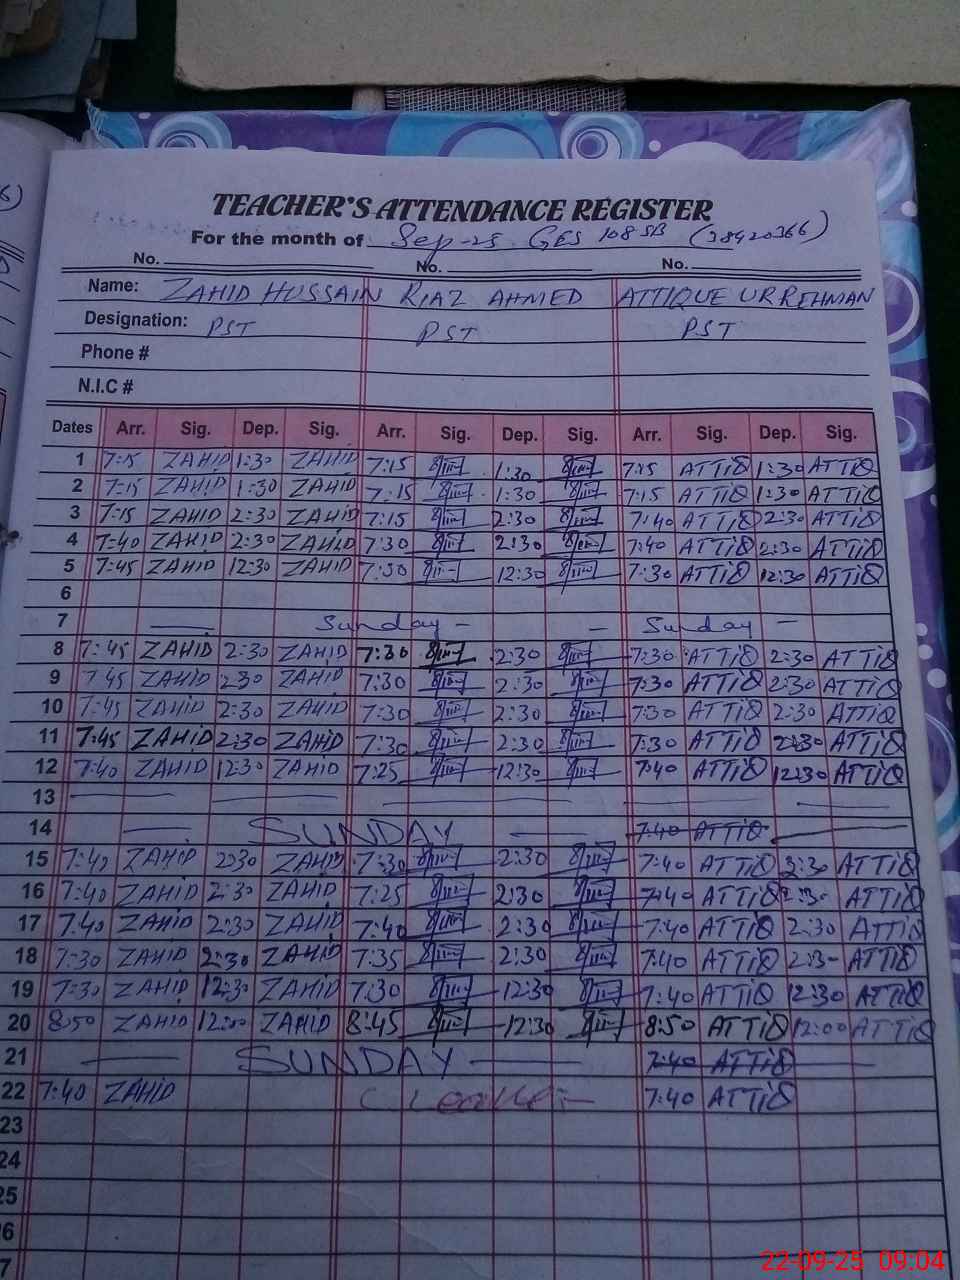 TEACHER'S ATTENDANCE REGISTER
For the month of Sep-25 GES 108 SB (38420366)
No. No. No.
Name: ZAHID HUSSAIN RIAZ AHMED ATTIQUE UR REHMAN
Designation: PST PST PST
Phone #
N.I.C #
Dates Arr. Sig. Dep. Sig. Arr. Sig. Dep. Sig. Arr. Sig. Dep. Sig.
1 7:15 ZAHID 1:30 ZAHID 7:15 1:30 7:15 ATTIQ 1:30 ATTIQ
2 7:15 ZAHID 1:30 ZAHID 7:15 1:30 7:15 ATTIQ 1:30 ATTIQ
3 7:15 ZAHID 2:30 ZAHID 7:15 2:30 7:40 ATTIQ 2:30 ATTIQ
4 7:40 ZAHID 2:30 ZAHID 7:30 2:30 7:40 ATTIQ 2:30 ATTIQ
5 7:45 ZAHID 12:30 ZAHID 7:30 12:30 7:30 ATTIQ 12:30 ATTIQ
6
7 — Sunday — — Sunday —
8 7:45 ZAHID 2:30 ZAHID 7:30 2:30 7:30 ATTIQ 2:30 ATTIQ
9 7:45 ZAHID 2:30 ZAHID 7:30 2:30 7:30 ATTIQ 2:30 ATTIQ
10 7:45 ZAHID 2:30 ZAHID 7:30 2:30 7:30 ATTIQ 2:30 ATTIQ
11 7:45 ZAHID 2:30 ZAHID 7:30 2:30 7:30 ATTIQ 2:30 ATTIQ
12 7:40 ZAHID 12:30 ZAHID 7:25 12:30 7:40 ATTIQ 12:30 ATTIQ
13
14 — SUNDAY — 7:40 ATTIQ
15 7:40 ZAHID 2:30 ZAHID 7:30 2:30 7:40 ATTIQ 2:30 ATTIQ
16 7:40 ZAHID 2:30 ZAHID 7:25 2:30 7:40 ATTIQ 2:30 ATTIQ
17 7:40 ZAHID 2:30 ZAHID 7:40 2:30 7:40 ATTIQ 2:30 ATTIQ
18 7:30 ZAHID 2:30 ZAHID 7:35 2:30 7:40 ATTIQ 2:30 ATTIQ
19 7:30 ZAHID 12:30 ZAHID 7:30 12:30 7:40 ATTIQ 12:30 ATTIQ
20 8:50 ZAHID 12:00 ZAHID 8:45 12:30 8:50 ATTIQ 12:00 ATTIQ
21 — SUNDAY — 7:40 ATTIQ
22 7:40 ZAHID C Leave 7:40 ATTIQ
23
24
25
26
7
22-09-25 09:04